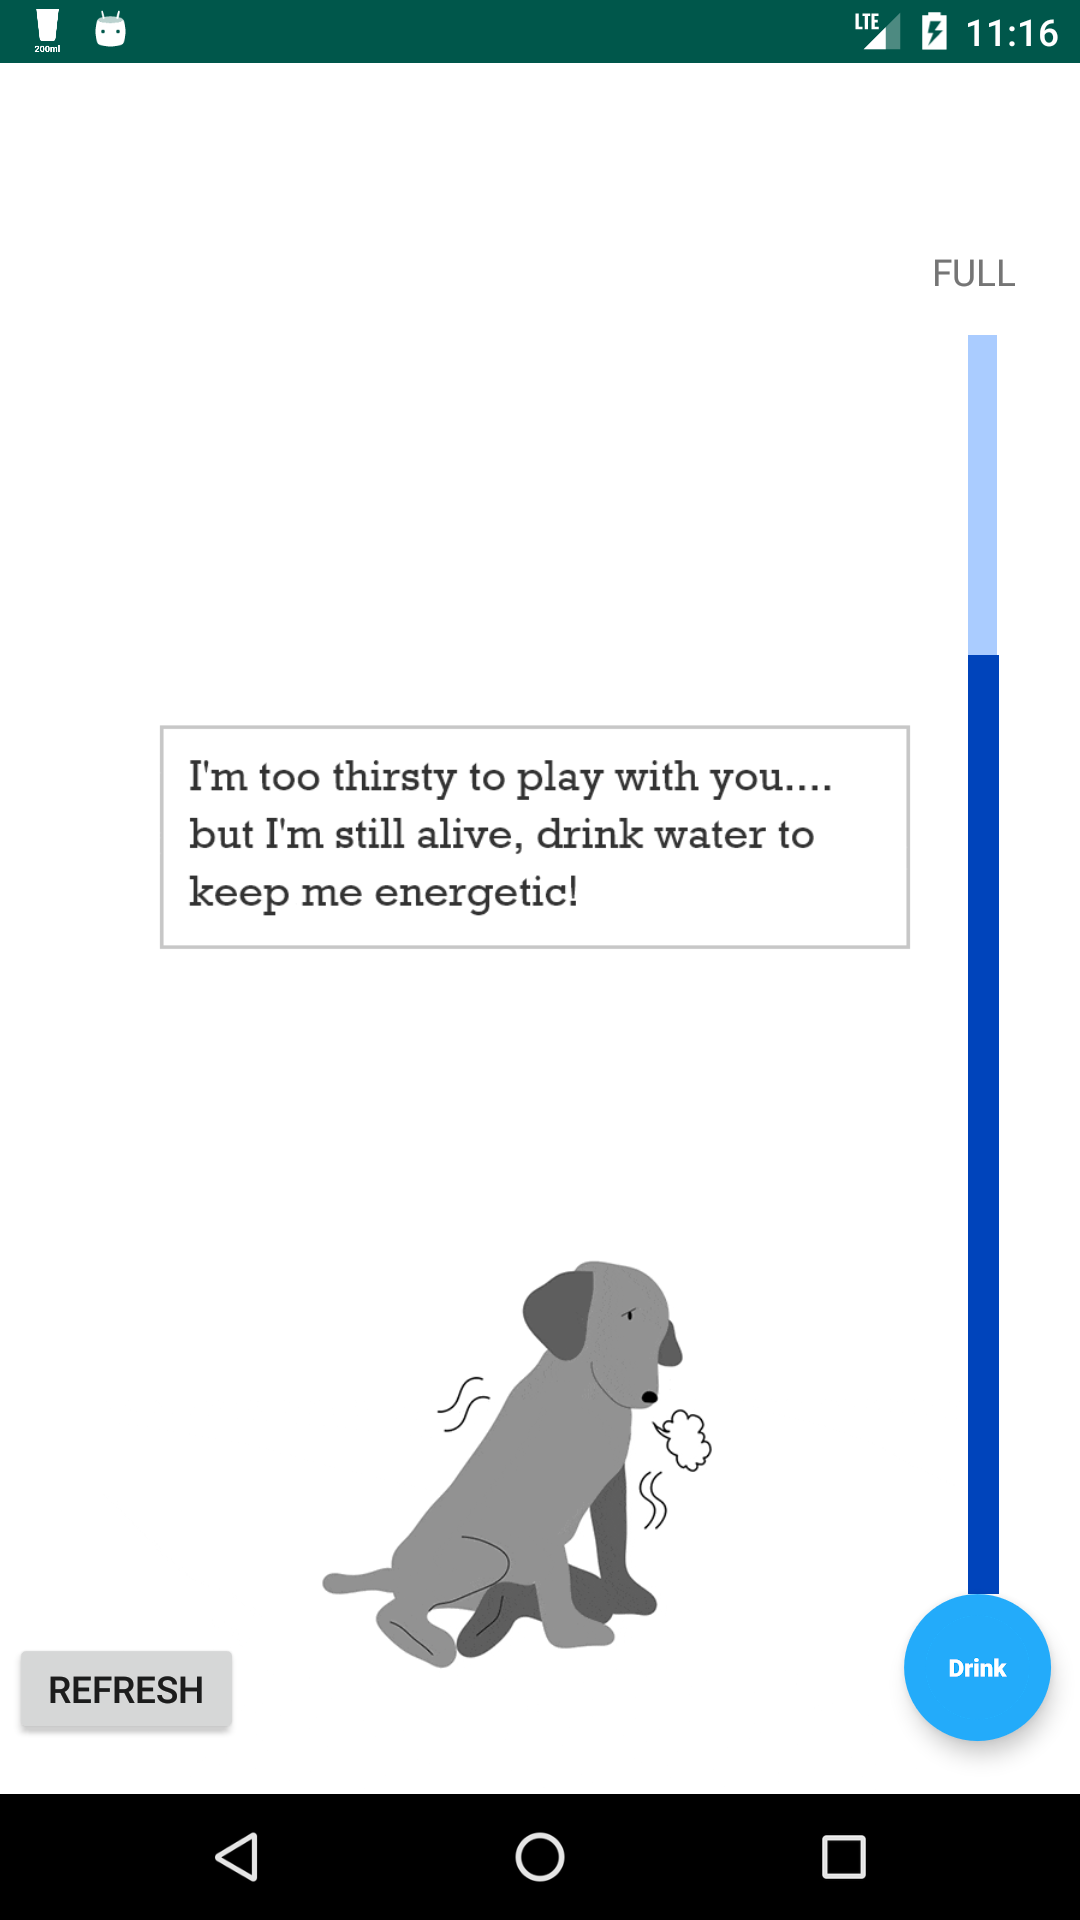 200ml
LTE
11:16
FULL
I'm too thirsty to play with you....
but I'm still alive, drink water to
keep me energetic!
REFRESH
Drink